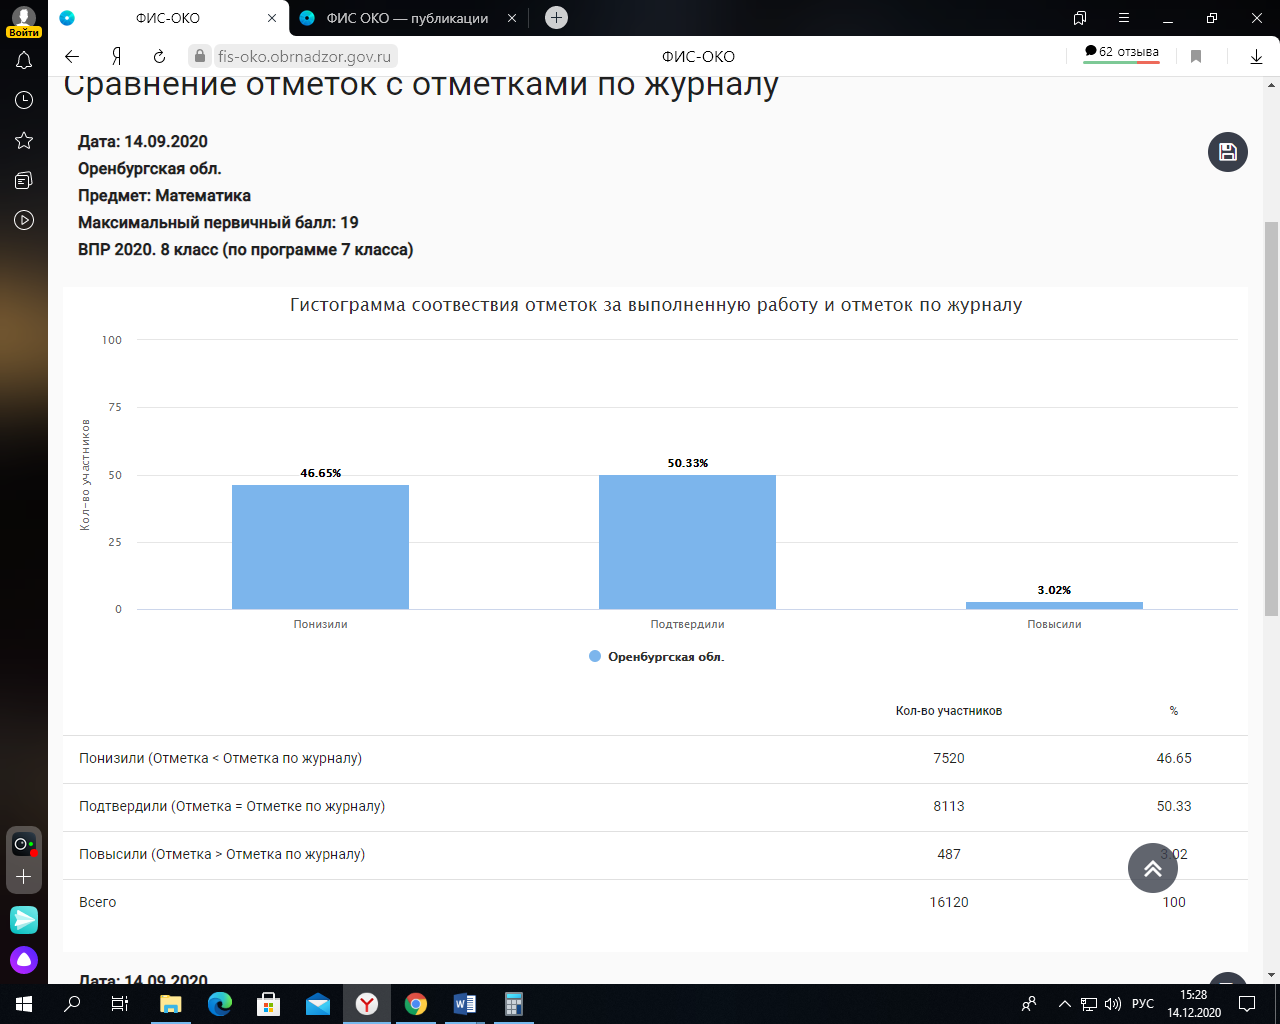 Войти
ФИС-ОКО
ФИС ОКО — публикации
Я
fis-oko.obrnadzor.gov.ru
ФИС-ОКО
62 отзыва
Сравнение отметок с отметками по журналу
Дата: 14.09.2020
Оренбургская обл.
Предмет: Математика
Максимальный первичный балл: 19
ВПР 2020. 8 класс (по программе 7 класса)
Гистограмма соотвествия отметок за выполненную работу и отметок по журналу
Кол-во участников
100
75
50
25
0
46.65%
50.33%
3.02%
Понизили
Подтвердили
Повысили
Оренбургская обл.
Кол-во участников %
Понизили (Отметка < Отметка по журналу) 7520 46.65
Подтвердили (Отметка = Отметке по журналу) 8113 50.33
Повысили (Отметка > Отметка по журналу) 487 3.02
Всего 16120 100
Дата: 14.09.2020
РУС
15:28
14.12.2020